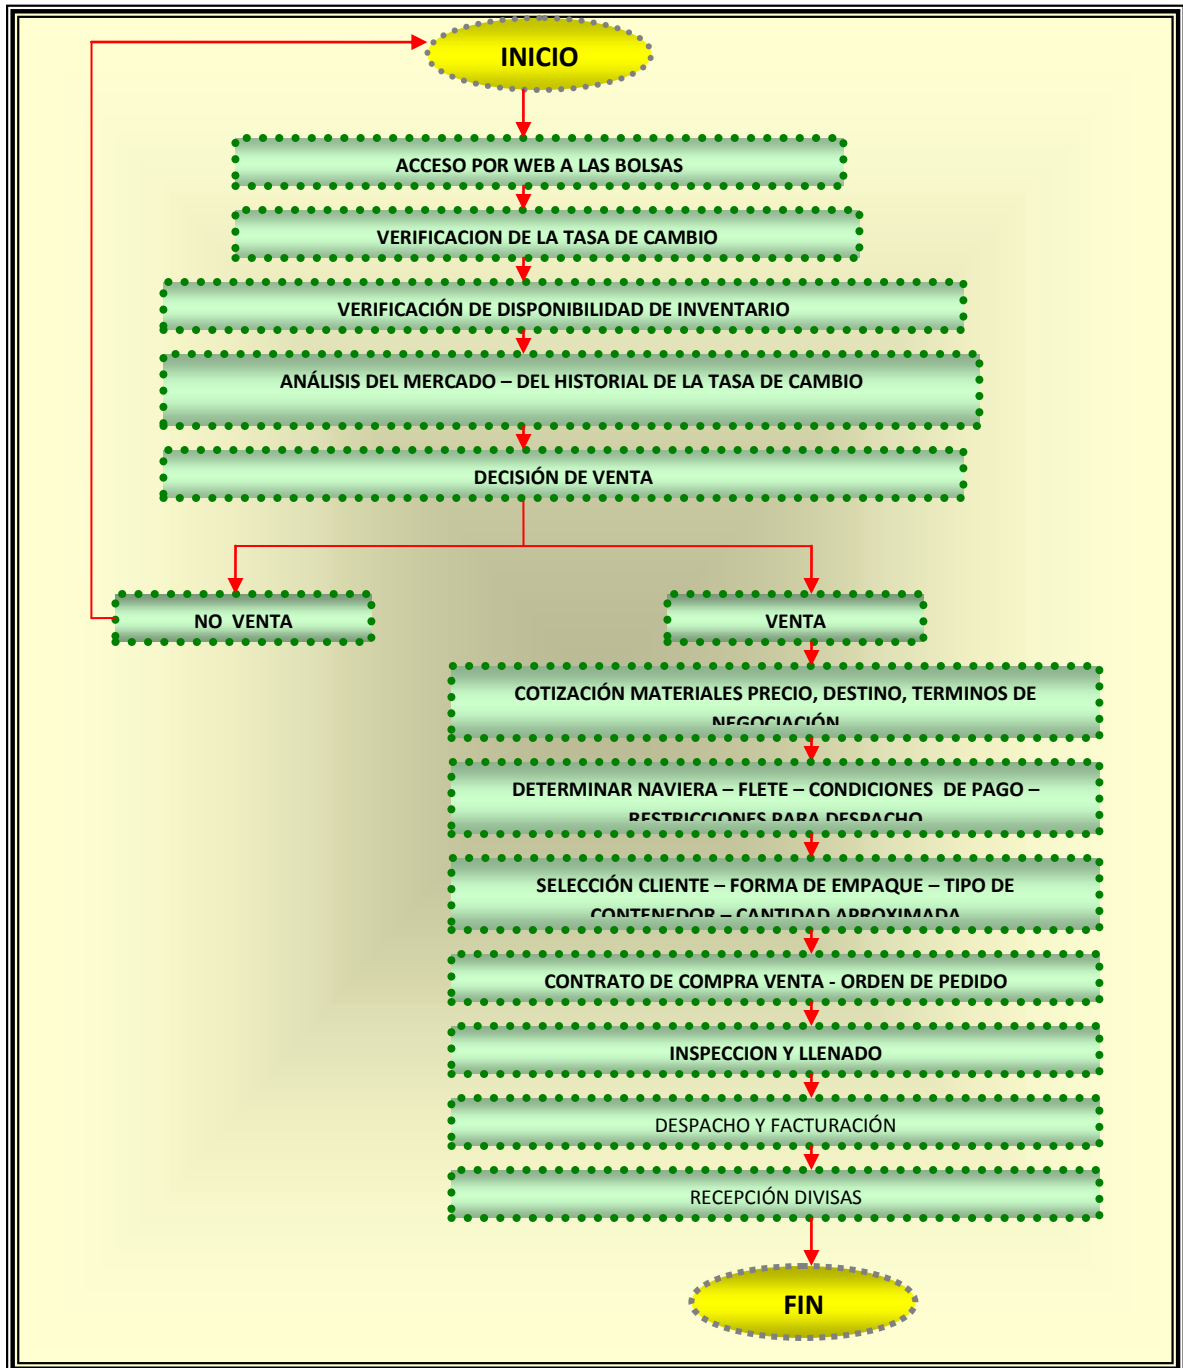 INICIO
ACCESO POR WEB A LAS BOLSAS
VERIFICACION DE LA TASA DE CAMBIO
VERIFICACIÓN DE DISPONIBILIDAD DE INVENTARIO
ANÁLISIS DEL MERCADO – DEL HISTORIAL DE LA TASA DE CAMBIO
DECISIÓN DE VENTA
NO  VENTA
VENTA
COTIZACIÓN MATERIALES PRECIO, DESTINO, TERMINOS DE
NEGOCIACIÓN
DETERMINAR NAVIERA – FLETE – CONDICIONES  DE PAGO –
RESTRICCIONES PARA DESPACHO
SELECCIÓN CLIENTE – FORMA DE EMPAQUE – TIPO DE
CONTENEDOR – CANTIDAD APROXIMADA
CONTRATO DE COMPRA VENTA - ORDEN DE PEDIDO
INSPECCION Y LLENADO
DESPACHO Y FACTURACIÓN
RECEPCIÓN DIVISAS
FIN